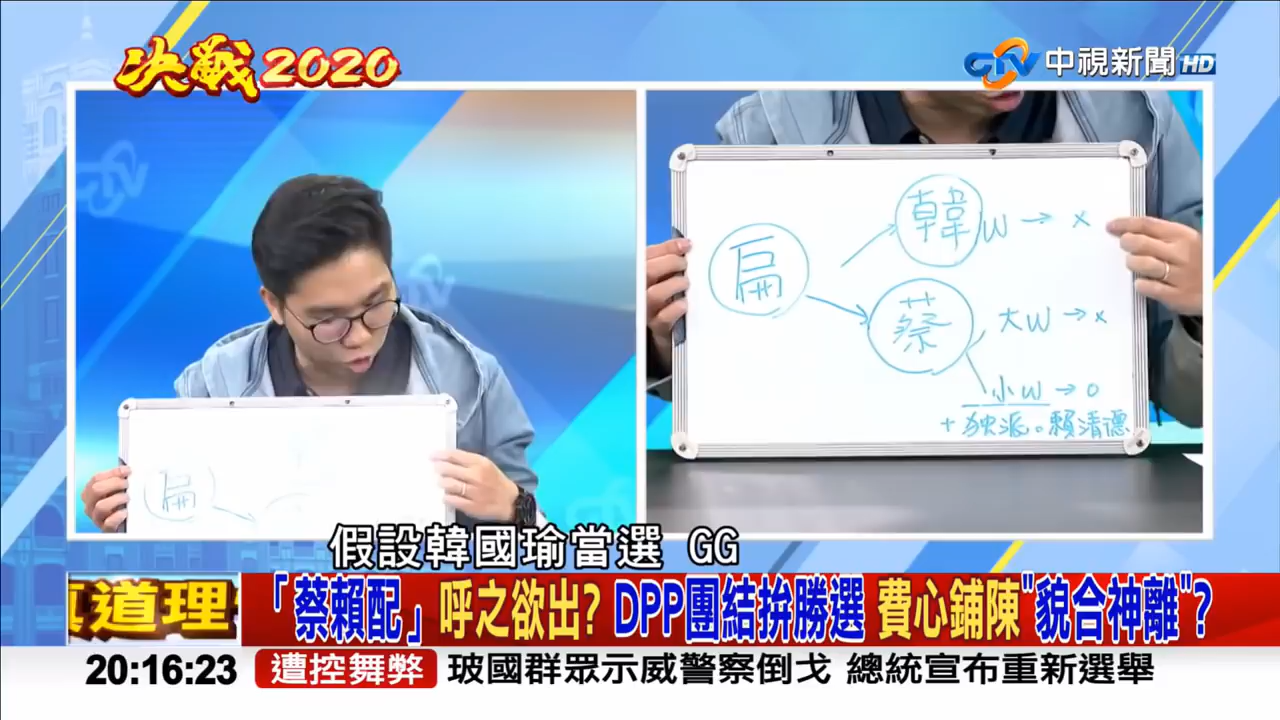 決戰2020
CTV 中視新聞 HD
扁
扁
韓 W → ×
蔡
大W → ×
小W → 0
+ 独派。賴清德
假設韓國瑜當選 GG
真道理
「蔡賴配」呼之欲出? DPP團結拚勝選 費心鋪陳"貌合神離"?
20:16:23 遭控舞弊 玻國群眾示威警察倒戈 總統宣布重新選舉